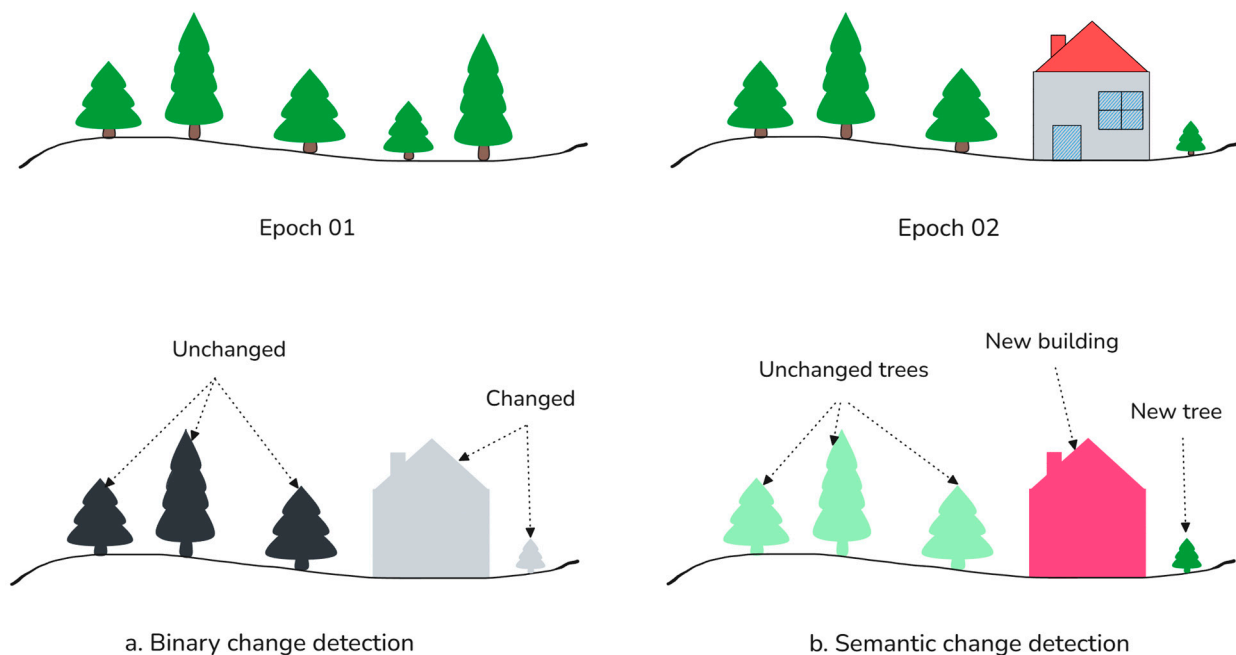 Epoch 01
Epoch 02
Unchanged
Changed
a. Binary change detection
Unchanged trees
New building
New tree
b. Semantic change detection